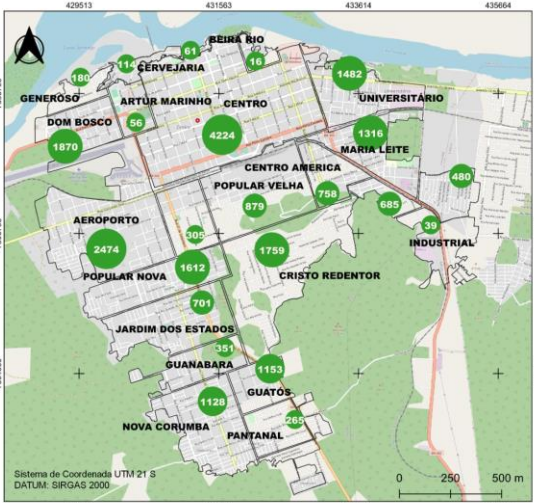 429513 431563 433614 435664
BEIRA RIO
61
16
114
CERVEJARIA
180
1482
GENEROSO
ARTUR MARINHO
CENTRO
UNIVERSITÁRIO
DOM BOSCO
56
4224
1316
1870
MARIA LEITE
CENTRO AMERICA
480
POPULAR VELHA
758
879
685
AEROPORTO
39
305
INDUSTRIAL
2474
1759
1612
POPULAR NOVA
CRISTO REDENTOR
701
JARDIM DOS ESTADOS
351
GUANABARA
1153
GUATÓS
1128
265
NOVA CORUMBA
PANTANAL
Sistema de Coordenada UTM 21 S
DATUM: SIRGAS 2000
0 250 500 m